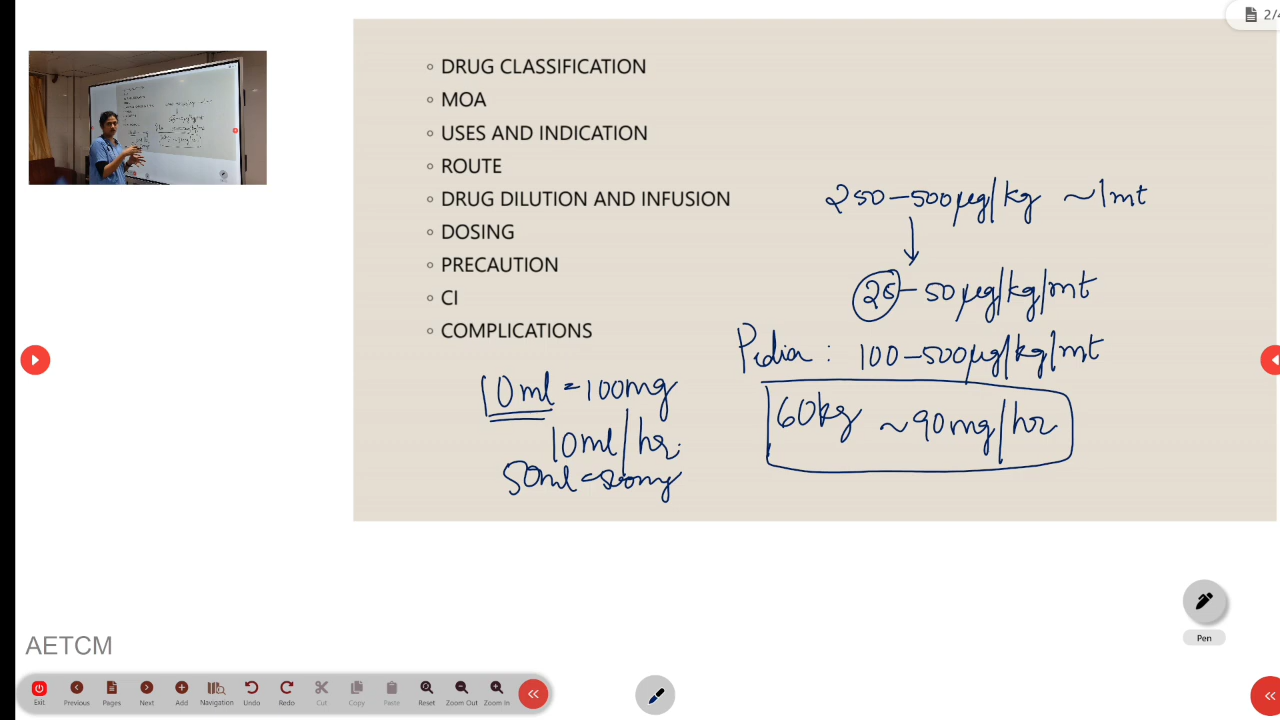 2/4
DRUG CLASSIFICATION
MOA
USES AND INDICATION
ROUTE
DRUG DILUTION AND INFUSION
DOSING
PRECAUTION
CI
COMPLICATIONS
250-500µg/kg ~1mt
25-50µg/kg/mt
Pedia: 100-500µg/kg/mt
60kg ~90mg/hr
10ml=100mg
10ml/hr.
50ml=500mg
Pen
AETCM
Exit Previous Pages Next Add Navigation Undo Redo Cut Copy Paste Reset Zoom Out Zoom In